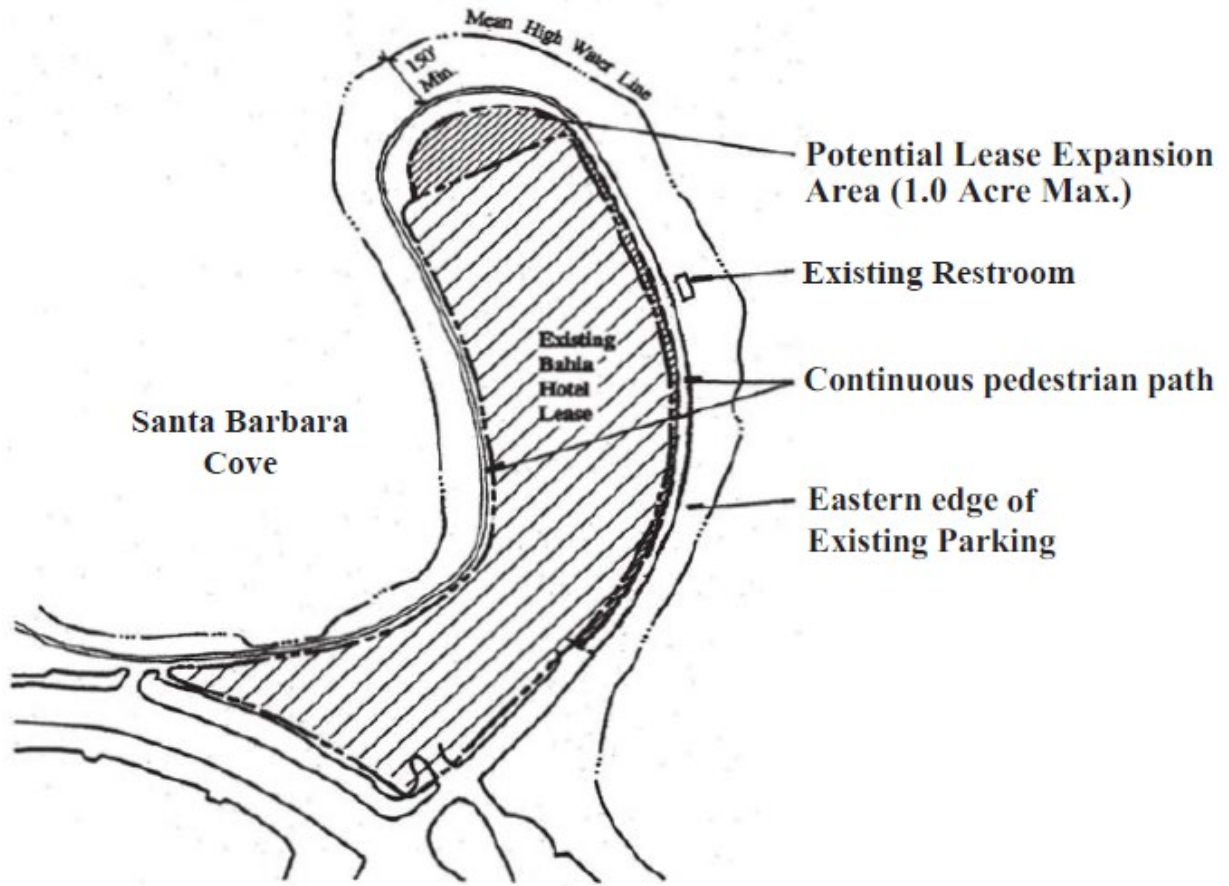 Mean High Water Line
150'
Min.
Potential Lease Expansion
Area (1.0 Acre Max.)
Existing Restroom
Existing
Bahia
Hotel
Lease
Continuous pedestrian path
Santa Barbara
Cove
Eastern edge of
Existing Parking